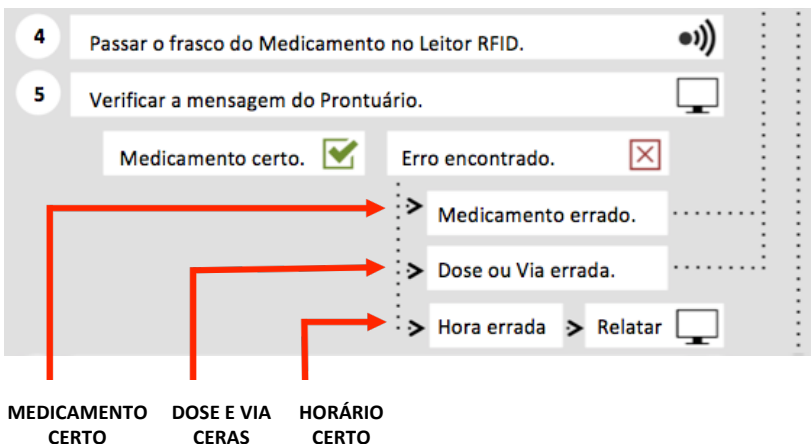 4 Passar o frasco do Medicamento no Leitor RFID.
5 Verificar a mensagem do Prontuário.
Medicamento certo. Erro encontrado.
Medicamento errado.
Dose ou Via errada.
Hora errada Relatar
MEDICAMENTO DOSE E VIA HORÁRIO
CERTO CERAS CERTO